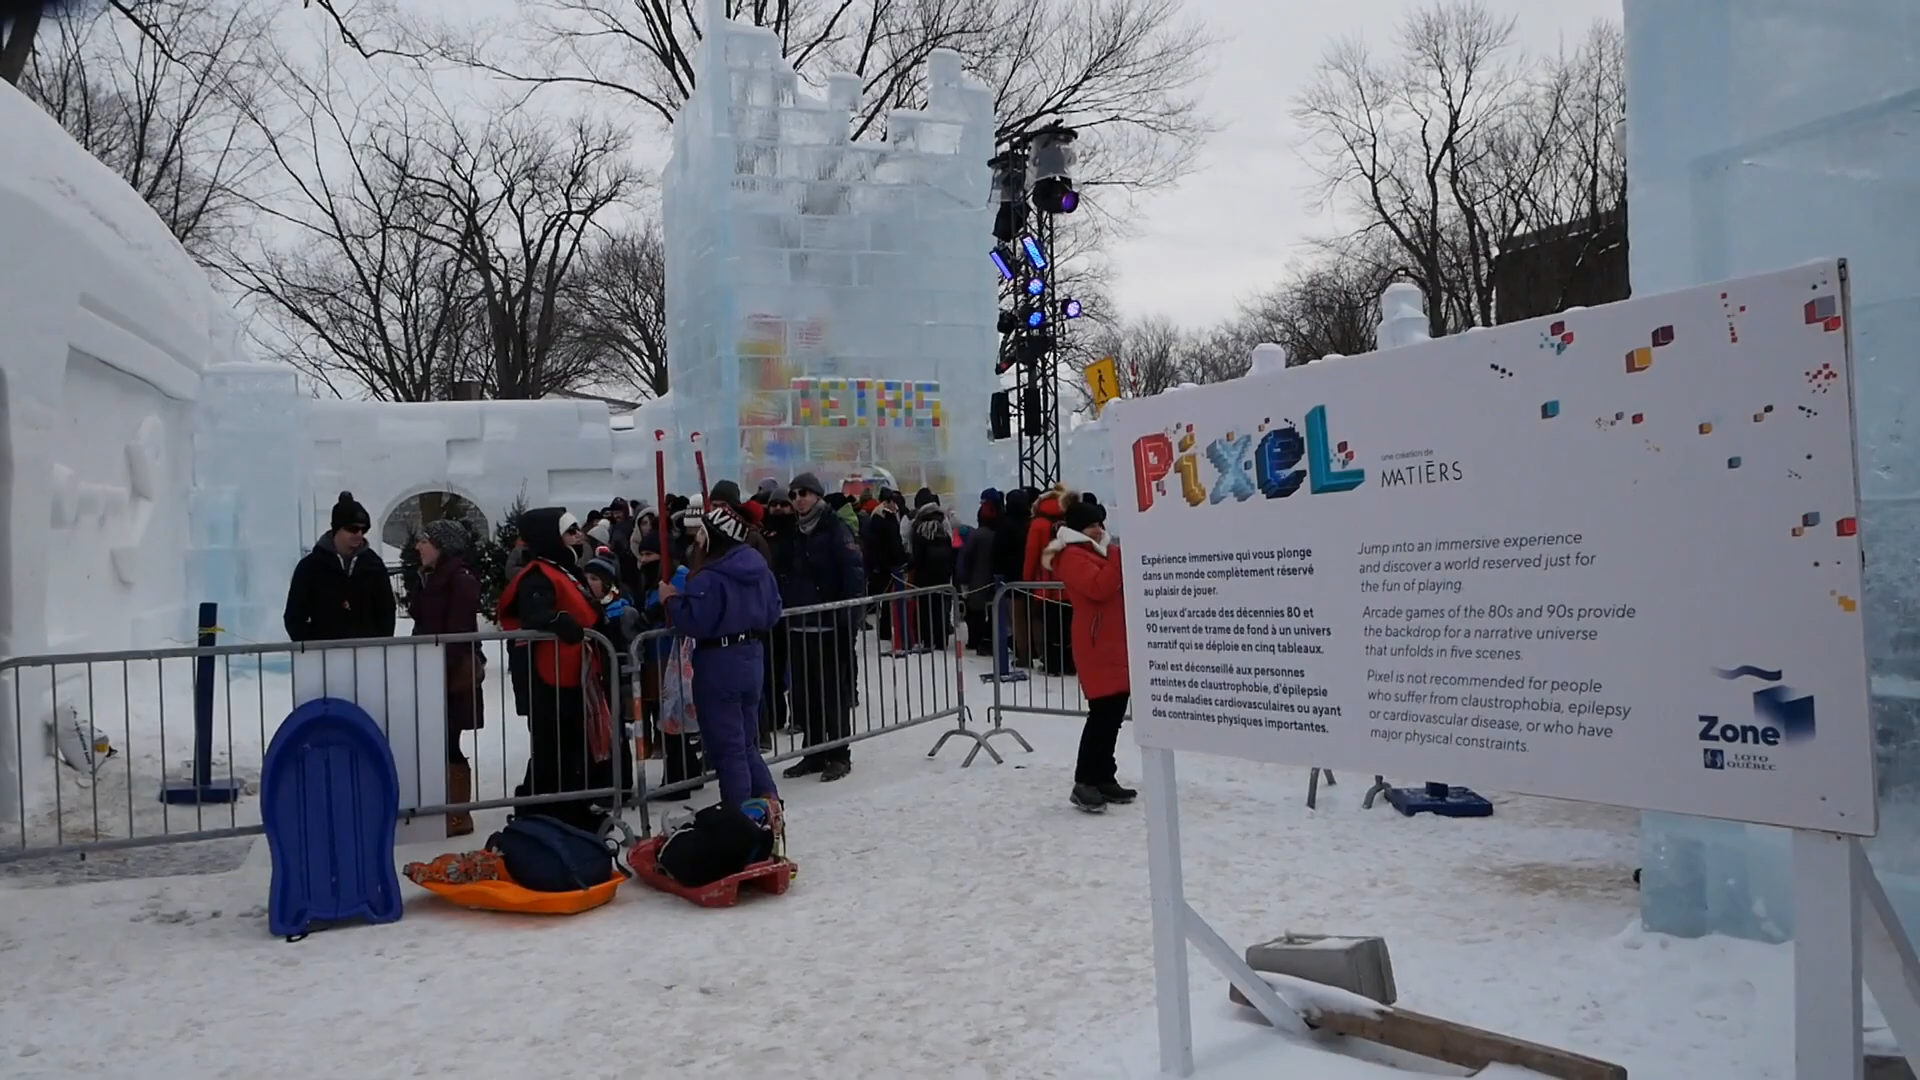 TETRIS
PixeL
une création de
MATIĒRS
Expérience immersive qui vous plonge
dans un monde complètement réservé
au plaisir de jouer.
Les jeux d'arcade des décennies 80 et
90 servent de trame de fond à un univers
narratif qui se déploie en cinq tableaux.
Pixel est déconseillé aux personnes
atteintes de claustrophobie, d'épilepsie
ou de maladies cardiovasculaires ou ayant
des contraintes physiques importantes.
Jump into an immersive experience
and discover a world reserved just for
the fun of playing.
Arcade games of the 80s and 90s provide
the backdrop for a narrative universe
that unfolds in five scenes.
Pixel is not recommended for people
who suffer from claustrophobia, epilepsy
or cardiovascular disease, or who have
major physical constraints.
Zone
LOTO
QUÉBEC